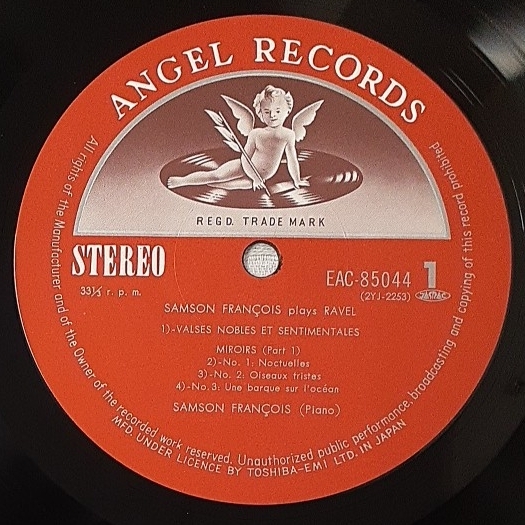 ANGEL RECORDS
REGD. TRADE MARK
STEREO
33⅓ r. p. m.
EAC-85044 1
(2YJ-2253)
SAMSON FRANÇOIS plays RAVEL
1)-VALSES NOBLES ET SENTIMENTALES
MIROIRS (Part 1)
2)-No. 1: Noctuelles
3)-No. 2: Oiseaux tristes
4)-No. 3: Une barque sur l'océan
SAMSON FRANÇOIS (Piano)
All rights of the Manufacturer and of the Owner of the recorded work reserved. Unauthorized public performance, broadcasting and copying of this record prohibited
MFD. UNDER LICENCE BY TOSHIBA-EMI LTD. IN JAPAN